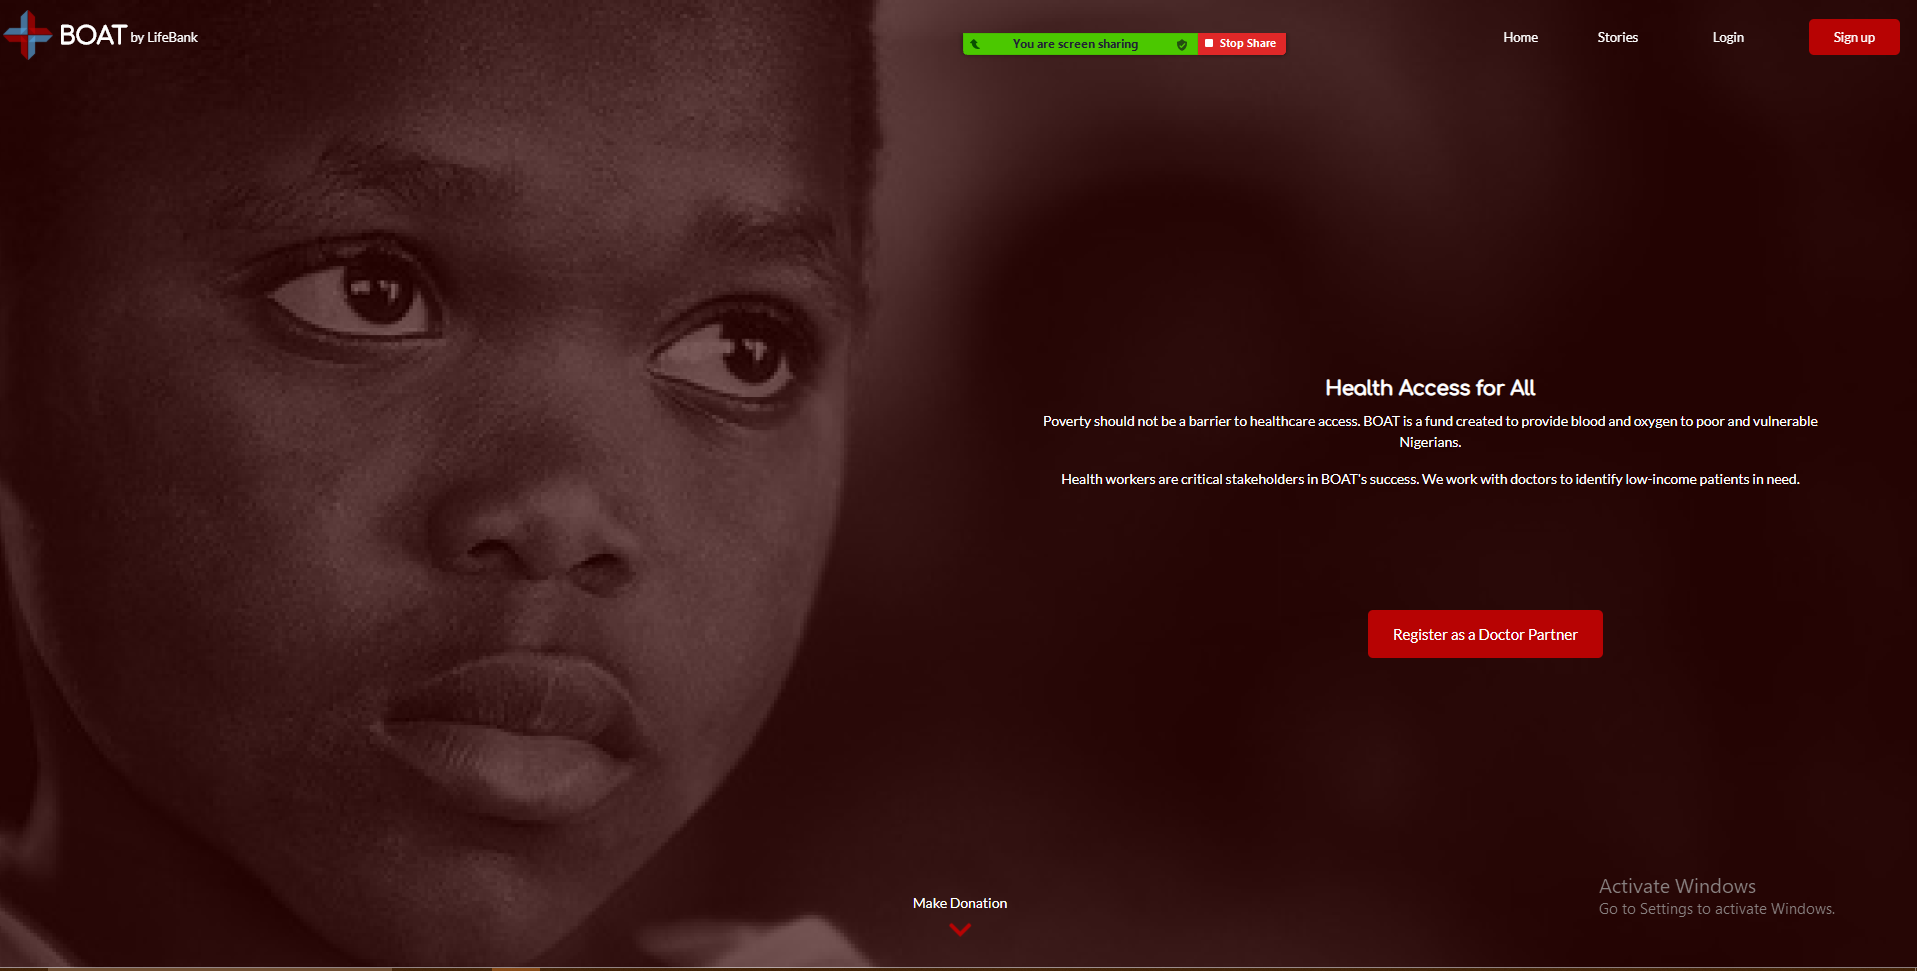 BOAT by LifeBank
You are screen sharing
Stop Share
Home
Stories
Login
Sign up
Health Access for All
Poverty should not be a barrier to healthcare access. BOAT is a fund created to provide blood and oxygen to poor and vulnerable
Nigerians.
Health workers are critical stakeholders in BOAT's success. We work with doctors to identify low-income patients in need.
Register as a Doctor Partner
Make Donation
Activate Windows
Go to Settings to activate Windows.